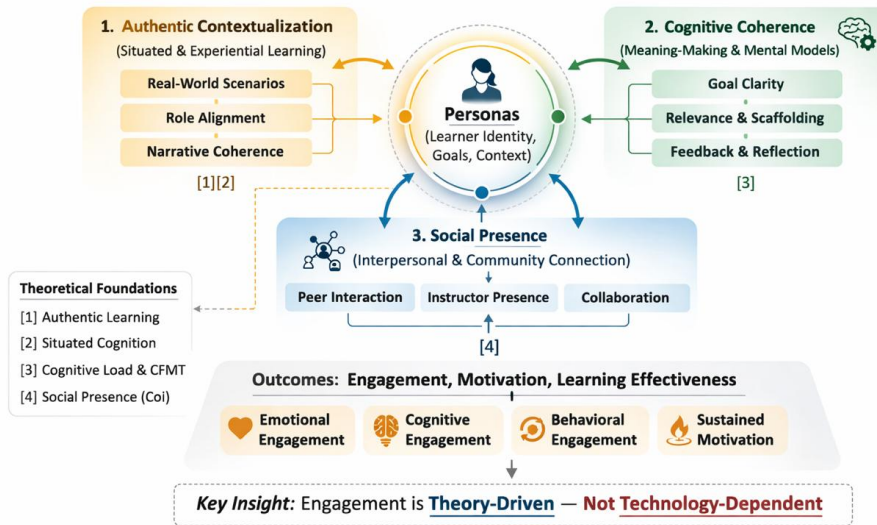 1. Authentic Contextualization
(Situated & Experiential Learning)
Real-World Scenarios
Role Alignment
Narrative Coherence
[1][2]
Personas
(Learner Identity,
Goals, Context)
2. Cognitive Coherence
(Meaning-Making & Mental Models)
Goal Clarity
Relevance & Scaffolding
Feedback & Reflection
[3]
3. Social Presence
(Interpersonal & Community Connection)
Peer Interaction
Instructor Presence
Collaboration
[4]
Theoretical Foundations
[1] Authentic Learning
[2] Situated Cognition
[3] Cognitive Load & CFMT
[4] Social Presence (Coi)
Outcomes: Engagement, Motivation, Learning Effectiveness
Emotional
Engagement
Cognitive
Engagement
Behavioral
Engagement
Sustained
Motivation
Key Insight: Engagement is Theory-Driven — Not Technology-Dependent